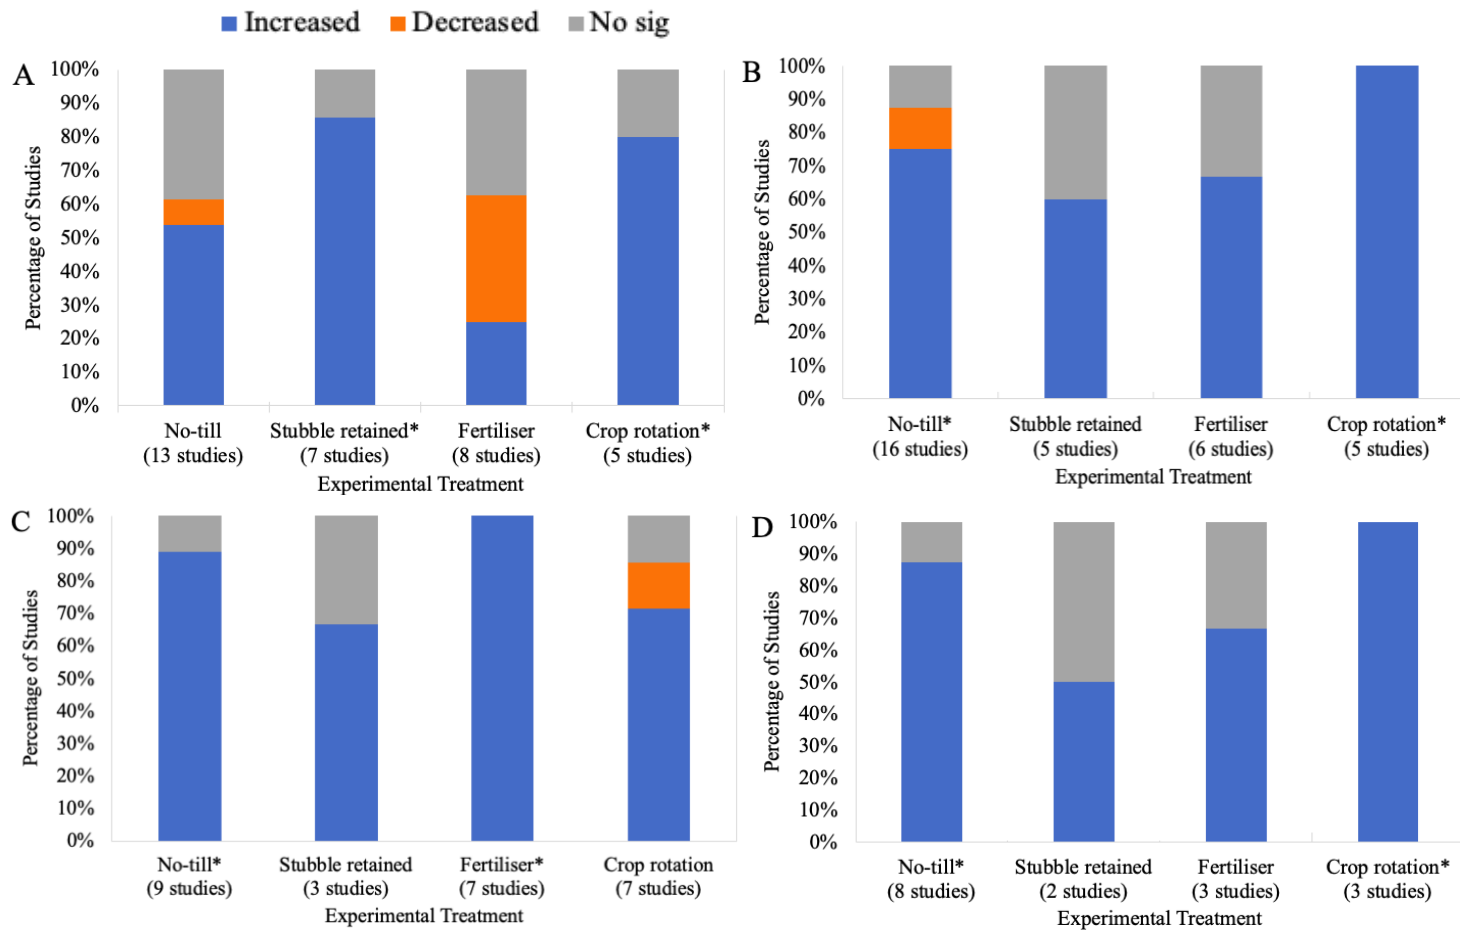 Increased Decreased No sig
A
Percentage of Studies
100%
90%
80%
70%
60%
50%
40%
30%
20%
10%
0%
No-till Stubble retained* Fertiliser Crop rotation*
(13 studies) (7 studies) (8 studies) (5 studies)
Experimental Treatment
B
Percentage of Studies
100%
90%
80%
70%
60%
50%
40%
30%
20%
10%
0%
No-till* Stubble retained Fertiliser Crop rotation*
(16 studies) (5 studies) (6 studies) (5 studies)
Experimental Treatment
C
Percentage of Studies
100%
90%
80%
70%
60%
50%
40%
30%
20%
10%
0%
No-till* Stubble retained Fertiliser* Crop rotation
(9 studies) (3 studies) (7 studies) (7 studies)
Experimental Treatment
D
Percentage of Studies
100%
90%
80%
70%
60%
50%
40%
30%
20%
10%
0%
No-till* Stubble retained Fertiliser Crop rotation*
(8 studies) (2 studies) (3 studies) (3 studies)
Experimental Treatment